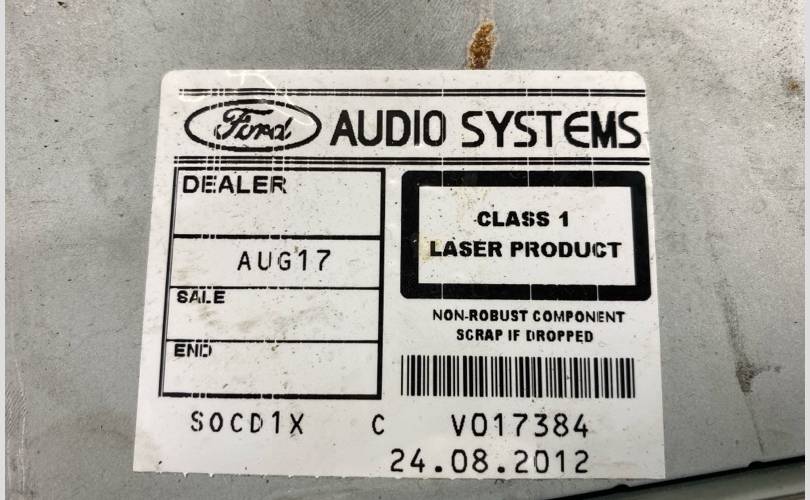 Ford AUDIO SYSTEMS
DEALER
AUG17
SALE
END
CLASS 1
LASER PRODUCT
NON-ROBUST COMPONENT
SCRAP IF DROPPED
SOCD1X C V017384
24.08.2012